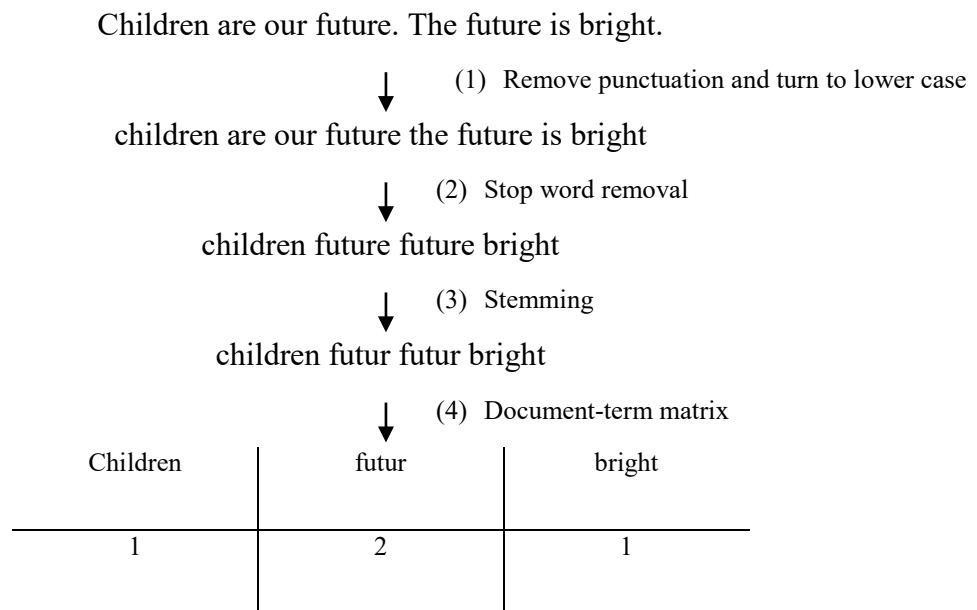 Children are our future. The future is bright.
(1) Remove punctuation and turn to lower case
children are our future the future is bright
(2) Stop word removal
children future future bright
(3) Stemming
children futur futur bright
(4) Document-term matrix
Children futur bright
1 2 1